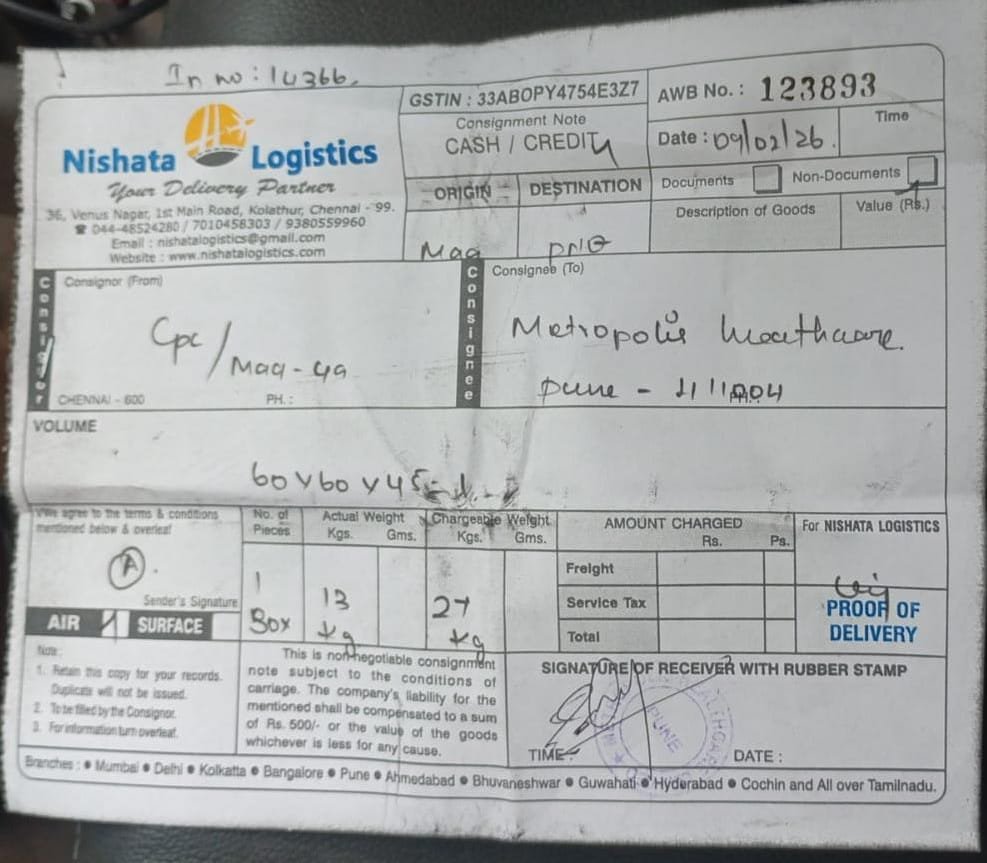 In no: 14366.
Nishata Logistics
Your Delivery Partner
36, Venus Nagar, 1st Main Road, Kolathur, Chennai - 99.
☎ 044-48524280 / 7010458303 / 9380559960
Email : nishatalogistics@gmail.com
Website : www.nishatalogistics.com
GSTIN : 33ABOPY4754E3Z7
Consignment Note
CASH / CREDIT
AWB No. : 123893
Date : 09/02/26.
Time
ORIGIN
DESTINATION
Maa
PNQ
Documents
Non-Documents
Description of Goods
Value (Rs.)
Consignor
Consignor (From)
Cpc / Maa - 49
CHENNAI - 600
PH. :
Consignee
Consignee (To)
Metropolis
Pune -
VOLUME
60 x 60 x 45
I/We agree to the terms & conditions
mentioned below & overleaf
A
Sender's Signature
AIR
SURFACE
No. of Pieces
1 Box
Actual Weight
Kgs. Gms.
13 kg
Chargeable Weight
Kgs. Gms.
27 kg
AMOUNT CHARGED
Rs. Ps.
Freight
Service Tax
Total
For NISHATA LOGISTICS
PROOF OF DELIVERY
Note:
1. Retain this copy for your records.
Duplicate will not be issued.
2. To be filled by the Consignor.
3. For information turn overleaf.
This is non-negotiable consignment
note subject to the conditions of
carriage. The company's liability for the
mentioned shall be compensated to a sum
of Rs. 500/- or the value of the goods
whichever is less for any cause.
SIGNATURE OF RECEIVER WITH RUBBER STAMP
PUNE
TIME :
DATE :
Branches : ● Mumbai ● Delhi ● Kolkatta ● Bangalore ● Pune ● Ahmedabad ● Bhuvaneshwar ● Guwahati ● Hyderabad ● Cochin and All over Tamilnadu.